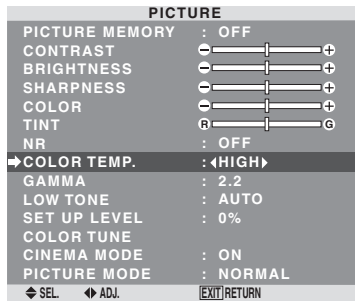 PICTURE
PICTURE MEMORY : OFF
CONTRAST − +
BRIGHTNESS − +
SHARPNESS − +
COLOR − +
TINT R G
NR : OFF
COLOR TEMP. : HIGH
GAMMA : 2.2
LOW TONE : AUTO
SET UP LEVEL : 0%
COLOR TUNE
CINEMA MODE : ON
PICTURE MODE : NORMAL
SEL. ADJ. EXIT RETURN